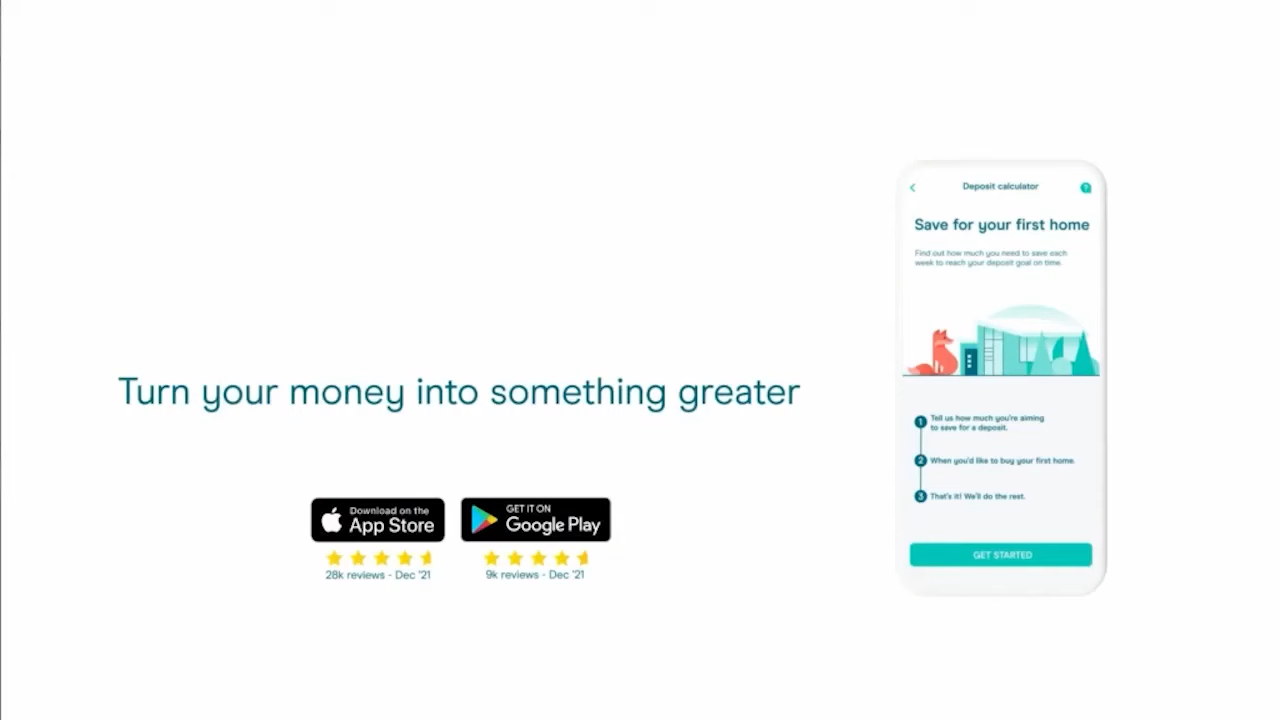 Turn your money into something greater
Download on the
App Store
GET IT ON
Google Play
28k reviews - Dec '21
9k reviews - Dec '21
Deposit calculator
?
Save for your first home
Find out how much you need to save each
week to reach your deposit goal on time.
1 Tell us how much you're aiming
to save for a deposit.
2 When you'd like to buy your first home.
3 That's it! We'll do the rest.
GET STARTED